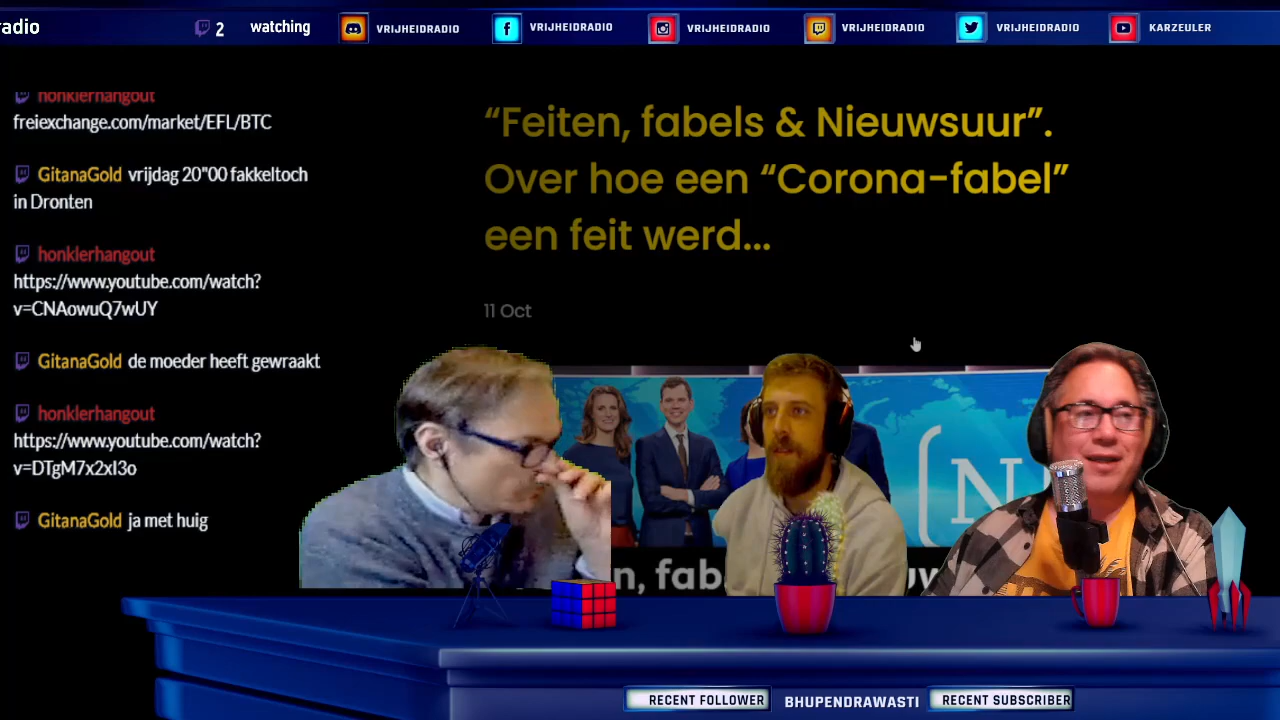 adio
2 watching
VRIJHEIDRADIO
VRIJHEIDRADIO
VRIJHEIDRADIO
VRIJHEIDRADIO
VRIJHEIDRADIO
KARZEULER
honklerhangout
freiexchange.com/market/EFL/BTC
GitanaGold vrijdag 20"00 fakkeltoch
in Dronten
honklerhangout
https://www.youtube.com/watch?
v=CNAowuQ7wUY
GitanaGold de moeder heeft gewraakt
honklerhangout
https://www.youtube.com/watch?
v=DTgM7x2xI3o
GitanaGold ja met huig
“Feiten, fabels & Nieuwsuur”.
Over hoe een “Corona-fabel”
een feit werd...
11 Oct
N
n, fab
uw
RECENT FOLLOWER
BHUPENDRAWASTI
RECENT SUBSCRIBER